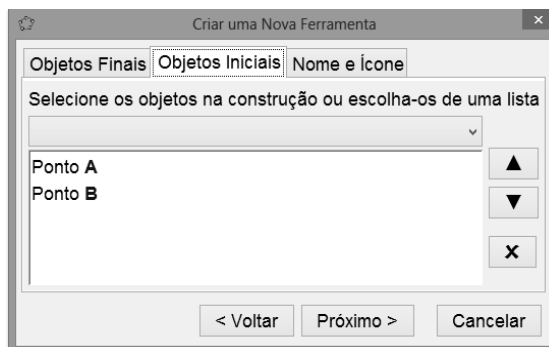 Criar uma Nova Ferramenta
Objetos Finais Objetos Iniciais Nome e Ícone
Selecione os objetos na construção ou escolha-os de uma lista
Ponto A
Ponto B
< Voltar Próximo > Cancelar